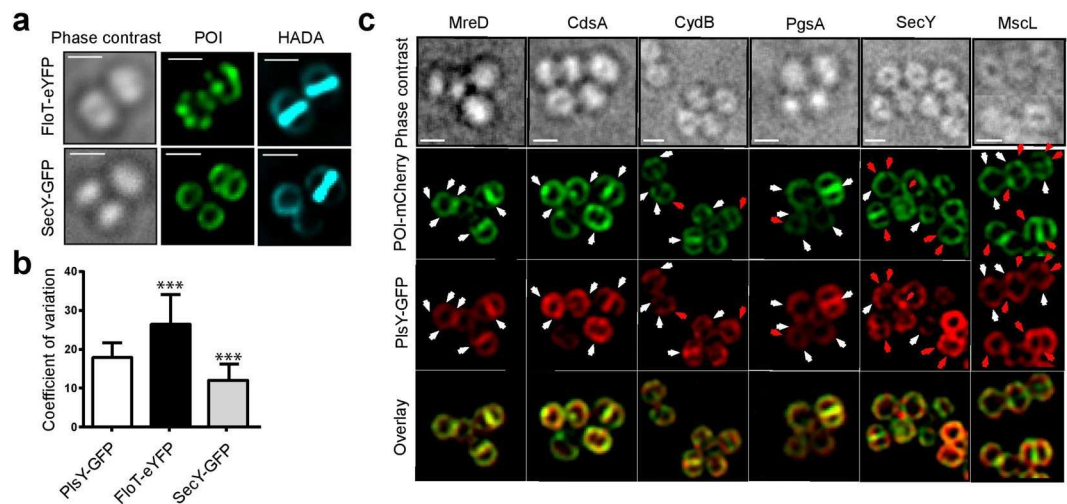 a
Phase contrast POI HADA
FloT-eYFP
SecY-GFP
b
Coefficient of variation
40
30
20
10
0
***
***
PlsY-GFP
FloT-eYFP
SecY-GFP
c
MreD CdsA CydB PgsA SecY MscL
Phase contrast
POI-mCherry
PlsY-GFP
Overlay